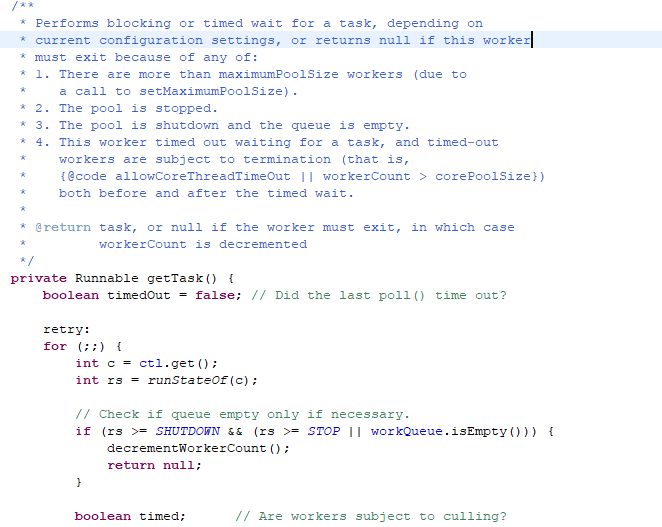 /**
 * Performs blocking or timed wait for a task, depending on
 * current configuration settings, or returns null if this worker
 * must exit because of any of:
 * 1. There are more than maximumPoolSize workers (due to
 *    a call to setMaximumPoolSize).
 * 2. The pool is stopped.
 * 3. The pool is shutdown and the queue is empty.
 * 4. This worker timed out waiting for a task, and timed-out
 *    workers are subject to termination (that is,
 *    {@code allowCoreThreadTimeOut || workerCount > corePoolSize})
 *    both before and after the timed wait.
 *
 * @return task, or null if the worker must exit, in which case
 *         workerCount is decremented
 */
private Runnable getTask() {
    boolean timedOut = false; // Did the last poll() time out?

    retry:
    for (;;) {
        int c = ctl.get();
        int rs = runStateOf(c);

        // Check if queue empty only if necessary.
        if (rs >= SHUTDOWN && (rs >= STOP || workQueue.isEmpty())) {
            decrementWorkerCount();
            return null;
        }

        boolean timed;      // Are workers subject to culling?